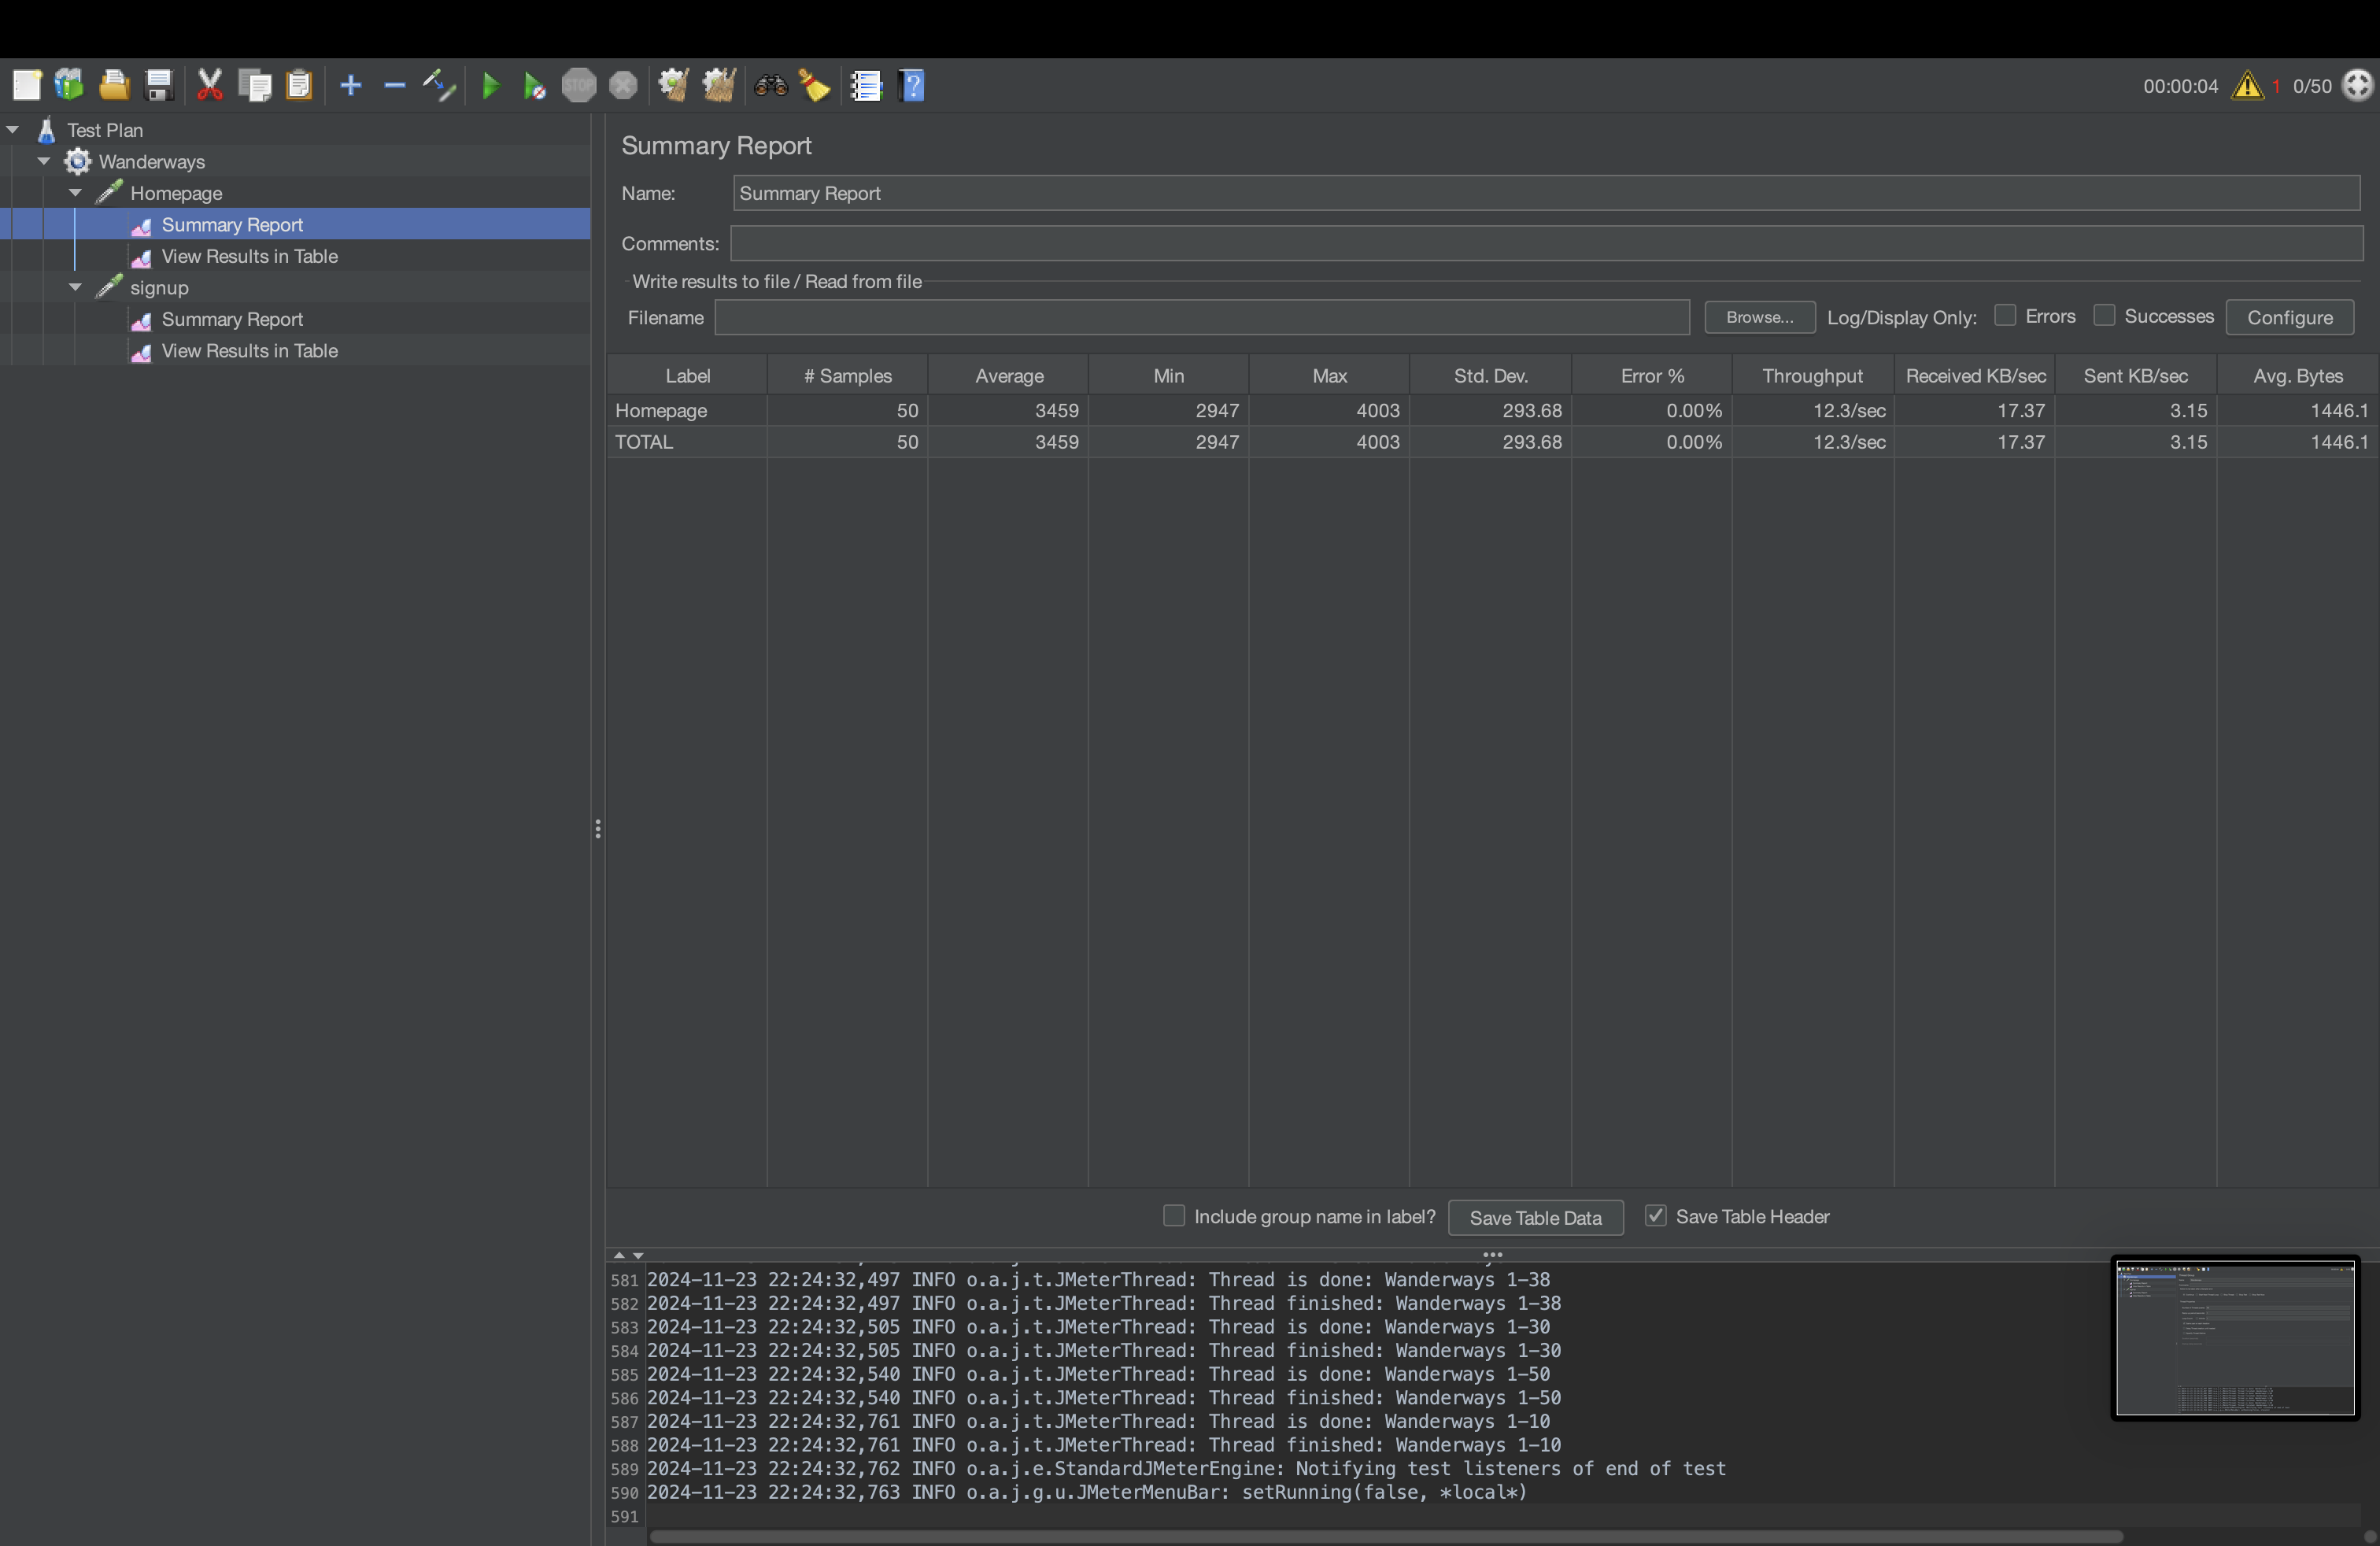 STOP
00:00:04 1 0/50
Test Plan
Wanderways
Homepage
Summary Report
View Results in Table
signup
Summary Report
View Results in Table
Summary Report
Name: Summary Report
Comments:
Write results to file / Read from file
Filename Browse... Log/Display Only: Errors Successes Configure
Label # Samples Average Min Max Std. Dev. Error % Throughput Received KB/sec Sent KB/sec Avg. Bytes
Homepage 50 3459 2947 4003 293.68 0.00% 12.3/sec 17.37 3.15 1446.1
TOTAL 50 3459 2947 4003 293.68 0.00% 12.3/sec 17.37 3.15 1446.1
Include group name in label? Save Table Data Save Table Header
581 2024-11-23 22:24:32,497 INFO o.a.j.t.JMeterThread: Thread is done: Wanderways 1-38
582 2024-11-23 22:24:32,497 INFO o.a.j.t.JMeterThread: Thread finished: Wanderways 1-38
583 2024-11-23 22:24:32,505 INFO o.a.j.t.JMeterThread: Thread is done: Wanderways 1-30
584 2024-11-23 22:24:32,505 INFO o.a.j.t.JMeterThread: Thread finished: Wanderways 1-30
585 2024-11-23 22:24:32,540 INFO o.a.j.t.JMeterThread: Thread is done: Wanderways 1-50
586 2024-11-23 22:24:32,540 INFO o.a.j.t.JMeterThread: Thread finished: Wanderways 1-50
587 2024-11-23 22:24:32,761 INFO o.a.j.t.JMeterThread: Thread is done: Wanderways 1-10
588 2024-11-23 22:24:32,761 INFO o.a.j.t.JMeterThread: Thread finished: Wanderways 1-10
589 2024-11-23 22:24:32,762 INFO o.a.j.e.StandardJMeterEngine: Notifying test listeners of end of test
590 2024-11-23 22:24:32,763 INFO o.a.j.g.u.JMeterMenuBar: setRunning(false, *local*)
591